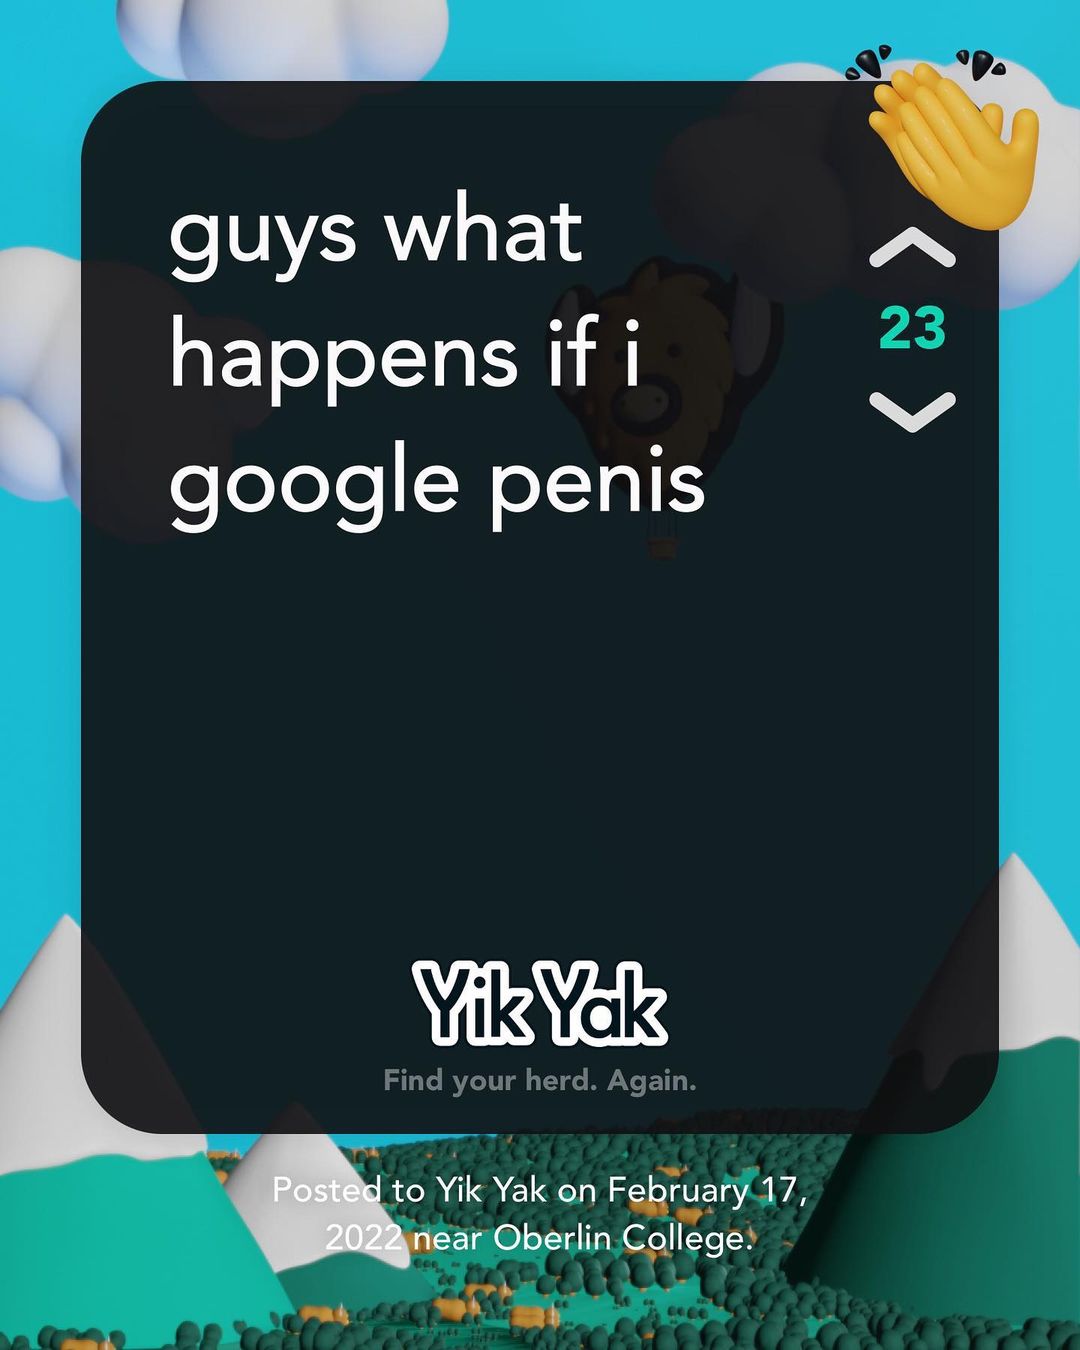 guys what
happens if i
google penis
23
Yik Yak
Find your herd. Again.
Posted to Yik Yak on February 17,
2022 near Oberlin College.